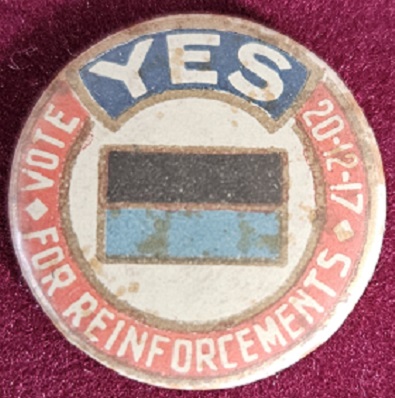 YES
VOTE
FOR REINFORCEMENTS
20·12·17